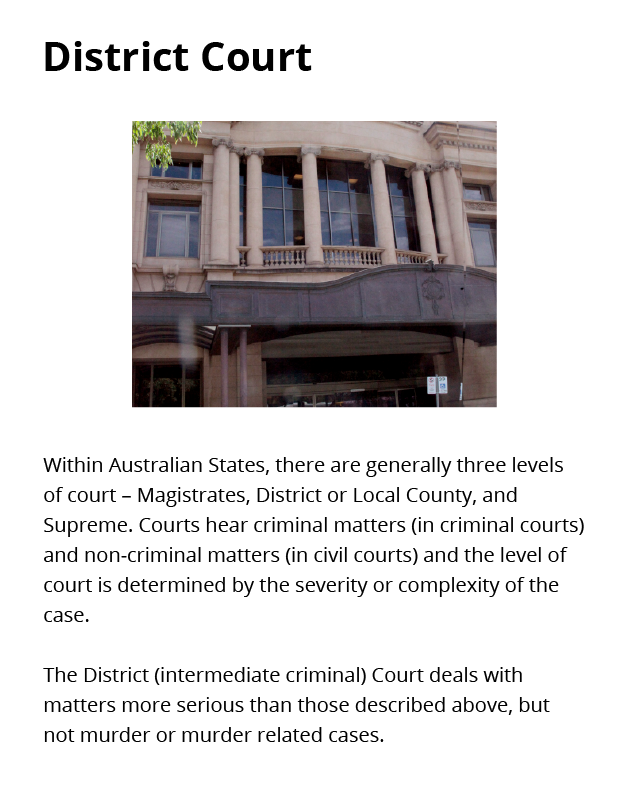 District Court
Within Australian States, there are generally three levels
of court – Magistrates, District or Local County, and
Supreme. Courts hear criminal matters (in criminal courts)
and non-criminal matters (in civil courts) and the level of
court is determined by the severity or complexity of the
case.
The District (intermediate criminal) Court deals with
matters more serious than those described above, but
not murder or murder related cases.